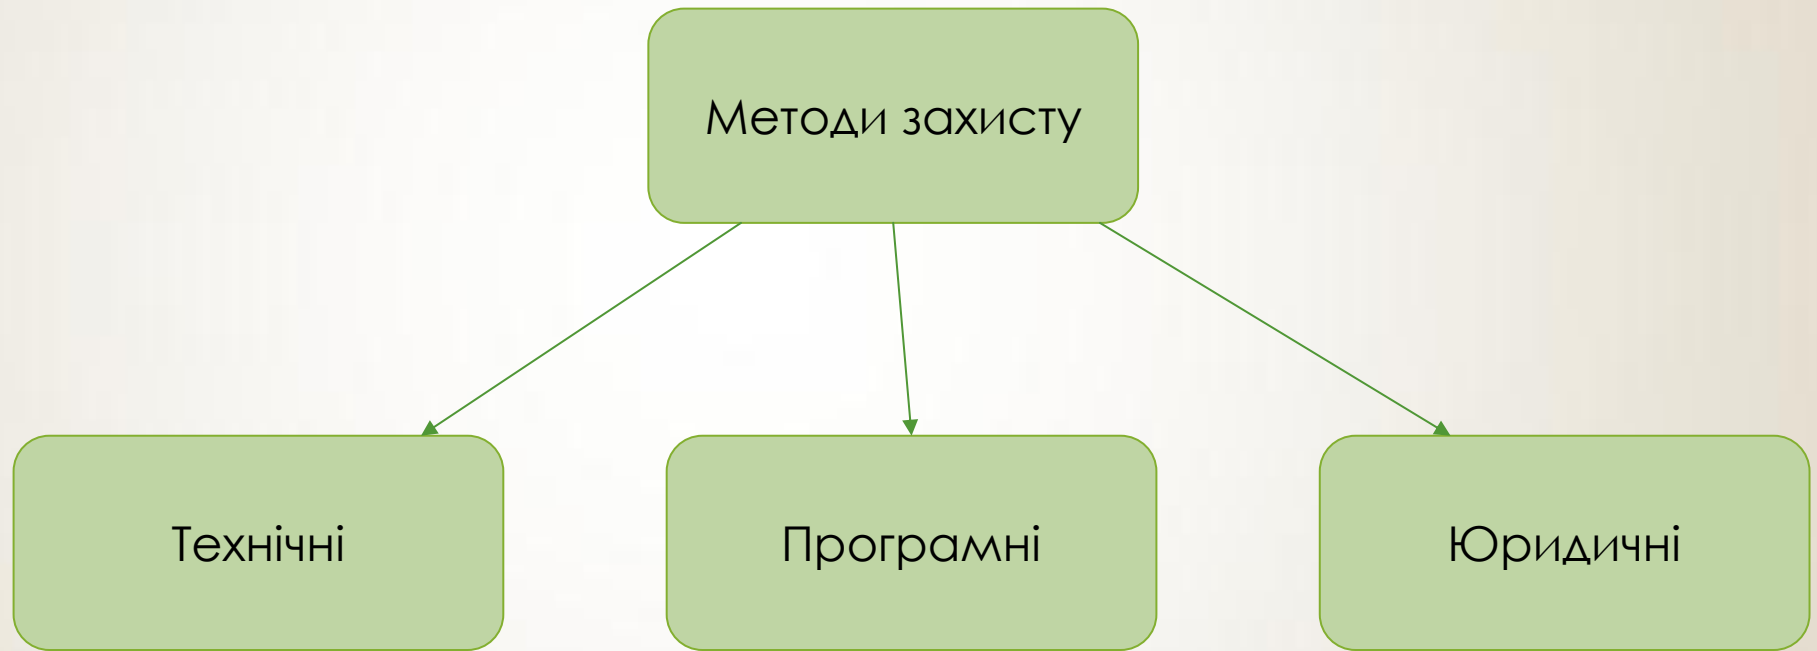 Методи захисту
Технічні
Програмні
Юридичні